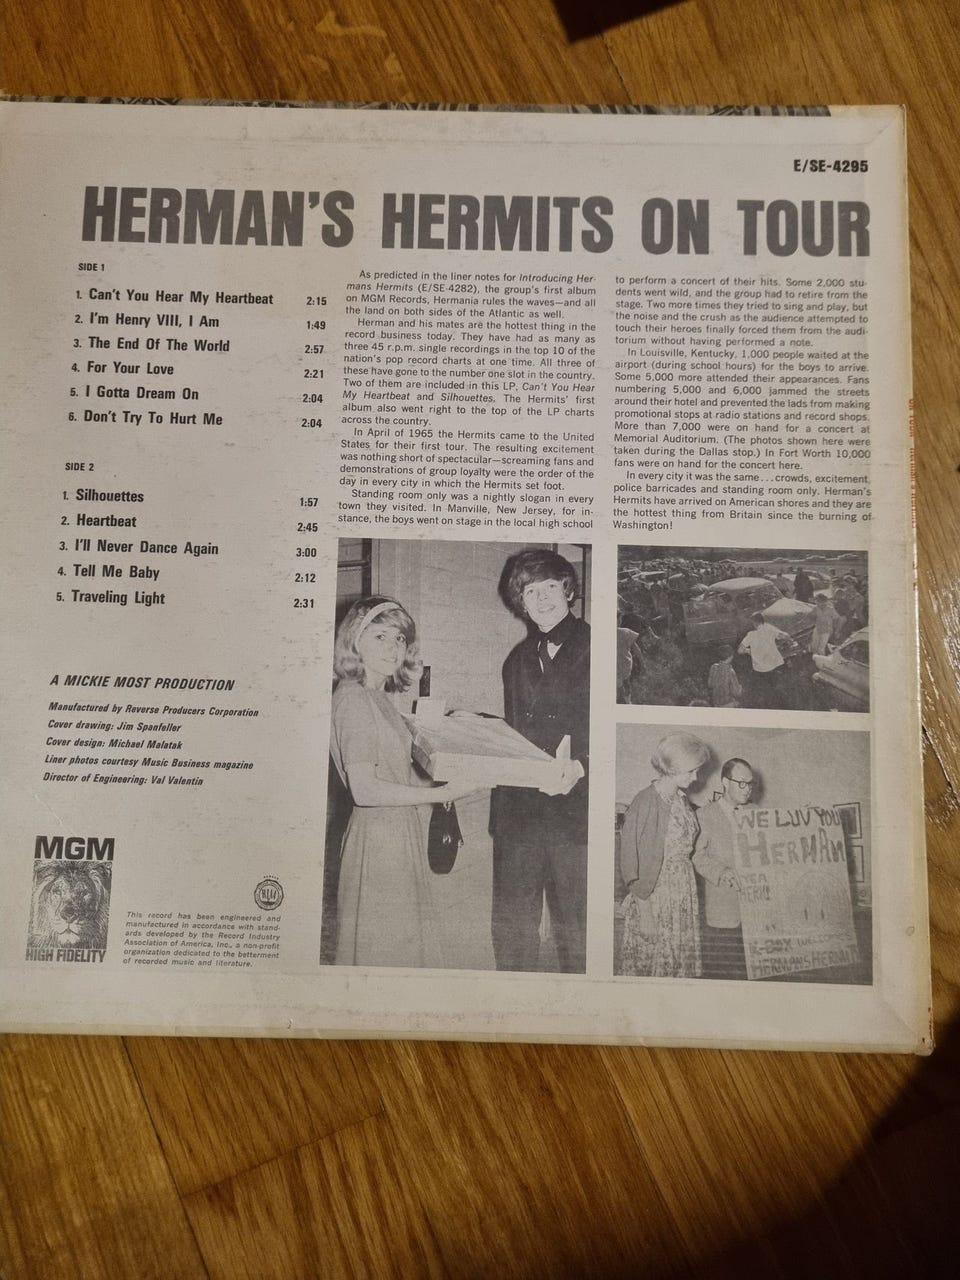 E/SE-4295
HERMAN'S HERMITS ON TOUR
SIDE 1
1. Can't You Hear My Heartbeat 2:15
2. I'm Henry VIII, I Am 1:49
3. The End Of The World 2:57
4. For Your Love 2:21
5. I Gotta Dream On 2:04
6. Don't Try To Hurt Me 2:04
SIDE 2
1. Silhouettes 1:57
2. Heartbeat 2:45
3. I'll Never Dance Again 3:00
4. Tell Me Baby 2:12
5. Traveling Light 2:31
A MICKIE MOST PRODUCTION
Manufactured by Reverse Producers Corporation
Cover drawing: Jim Spanfeller
Cover design: Michael Malatak
Liner photos courtesy Music Business magazine
Director of Engineering: Val Valentin
MGM
HIGH FIDELITY
RIAA
This record has been engineered and
manufactured in accordance with stand-
ards developed by the Record Industry
Association of America, Inc., a non-profit
organization dedicated to the betterment
of recorded music and literature.
As predicted in the liner notes for Introducing Her-
mans Hermits (E/SE-4282), the group's first album
on MGM Records, Hermania rules the waves—and all
the land on both sides of the Atlantic as well.
Herman and his mates are the hottest thing in the
record business today. They have had as many as
three 45 r.p.m. single recordings in the top 10 of the
nation's pop record charts at one time. All three of
these have gone to the number one slot in the country.
Two of them are included in this LP, Can't You Hear
My Heartbeat and Silhouettes. The Hermits' first
album also went right to the top of the LP charts
across the country.
In April of 1965 the Hermits came to the United
States for their first tour. The resulting excitement
was nothing short of spectacular—screaming fans and
demonstrations of group loyalty were the order of the
day in every city in which the Hermits set foot.
Standing room only was a nightly slogan in every
town they visited. In Manville, New Jersey, for in-
stance, the boys went on stage in the local high school
to perform a concert of their hits. Some 2,000 stu-
dents went wild, and the group had to retire from the
stage. Two more times they tried to sing and play, but
the noise and the crush as the audience attempted to
touch their heroes finally forced them from the audi-
torium without having performed a note.
In Louisville, Kentucky, 1,000 people waited at the
airport (during school hours) for the boys to arrive.
Some 5,000 more attended their appearances. Fans
numbering 5,000 and 6,000 jammed the streets
around their hotel and prevented the lads from making
promotional stops at radio stations and record shops.
More than 7,000 were on hand for a concert at
Memorial Auditorium. (The photos shown here were
taken during the Dallas stop.) In Fort Worth 10,000
fans were on hand for the concert here.
In every city it was the same...crowds, excitement,
police barricades and standing room only. Herman's
Hermits have arrived on American shores and they are
the hottest thing from Britain since the burning of
Washington!
WE LUV YOU
HERMAN
YEA
HERM
K-BOX WEL
HERMANS HERMIT